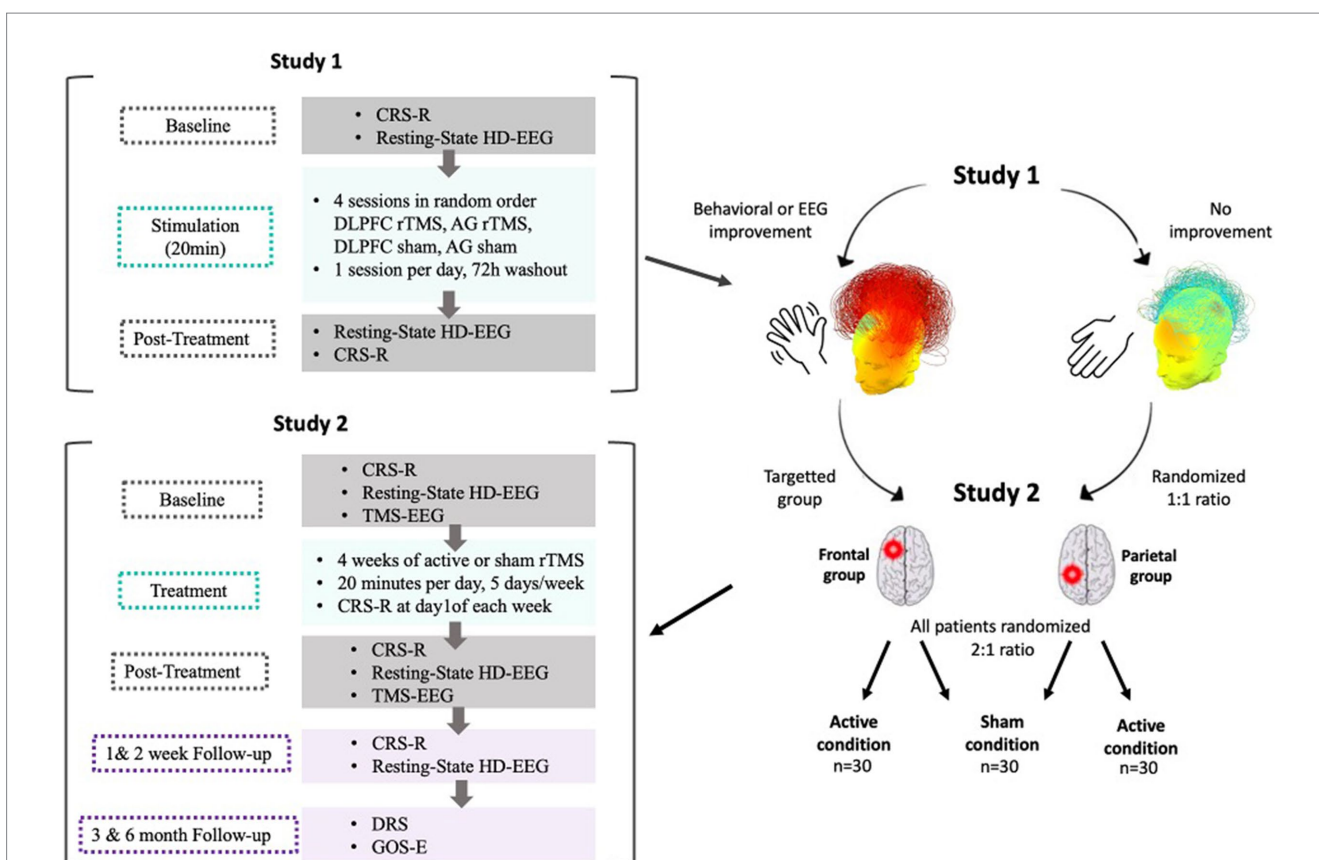 Study 1
Baseline
• CRS-R
• Resting-State HD-EEG
Stimulation
(20min)
• 4 sessions in random order
DLPFC rTMS, AG rTMS,
DLPFC sham, AG sham
• 1 session per day, 72h washout
Post-Treatment
• Resting-State HD-EEG
• CRS-R
Study 2
Baseline
• CRS-R
• Resting-State HD-EEG
• TMS-EEG
Treatment
• 4 weeks of active or sham rTMS
• 20 minutes per day, 5 days/week
• CRS-R at day1of each week
Post-Treatment
• CRS-R
• Resting-State HD-EEG
• TMS-EEG
1& 2 week Follow-up
• CRS-R
• Resting-State HD-EEG
3 & 6 month Follow-up
• DRS
• GOS-E
Study 1
Behavioral or EEG
improvement
No
improvement
Targetted
group
Study 2
Randomized
1:1 ratio
Frontal
group
Parietal
group
All patients randomized
2:1 ratio
Active
condition
n=30
Sham
condition
n=30
Active
condition
n=30